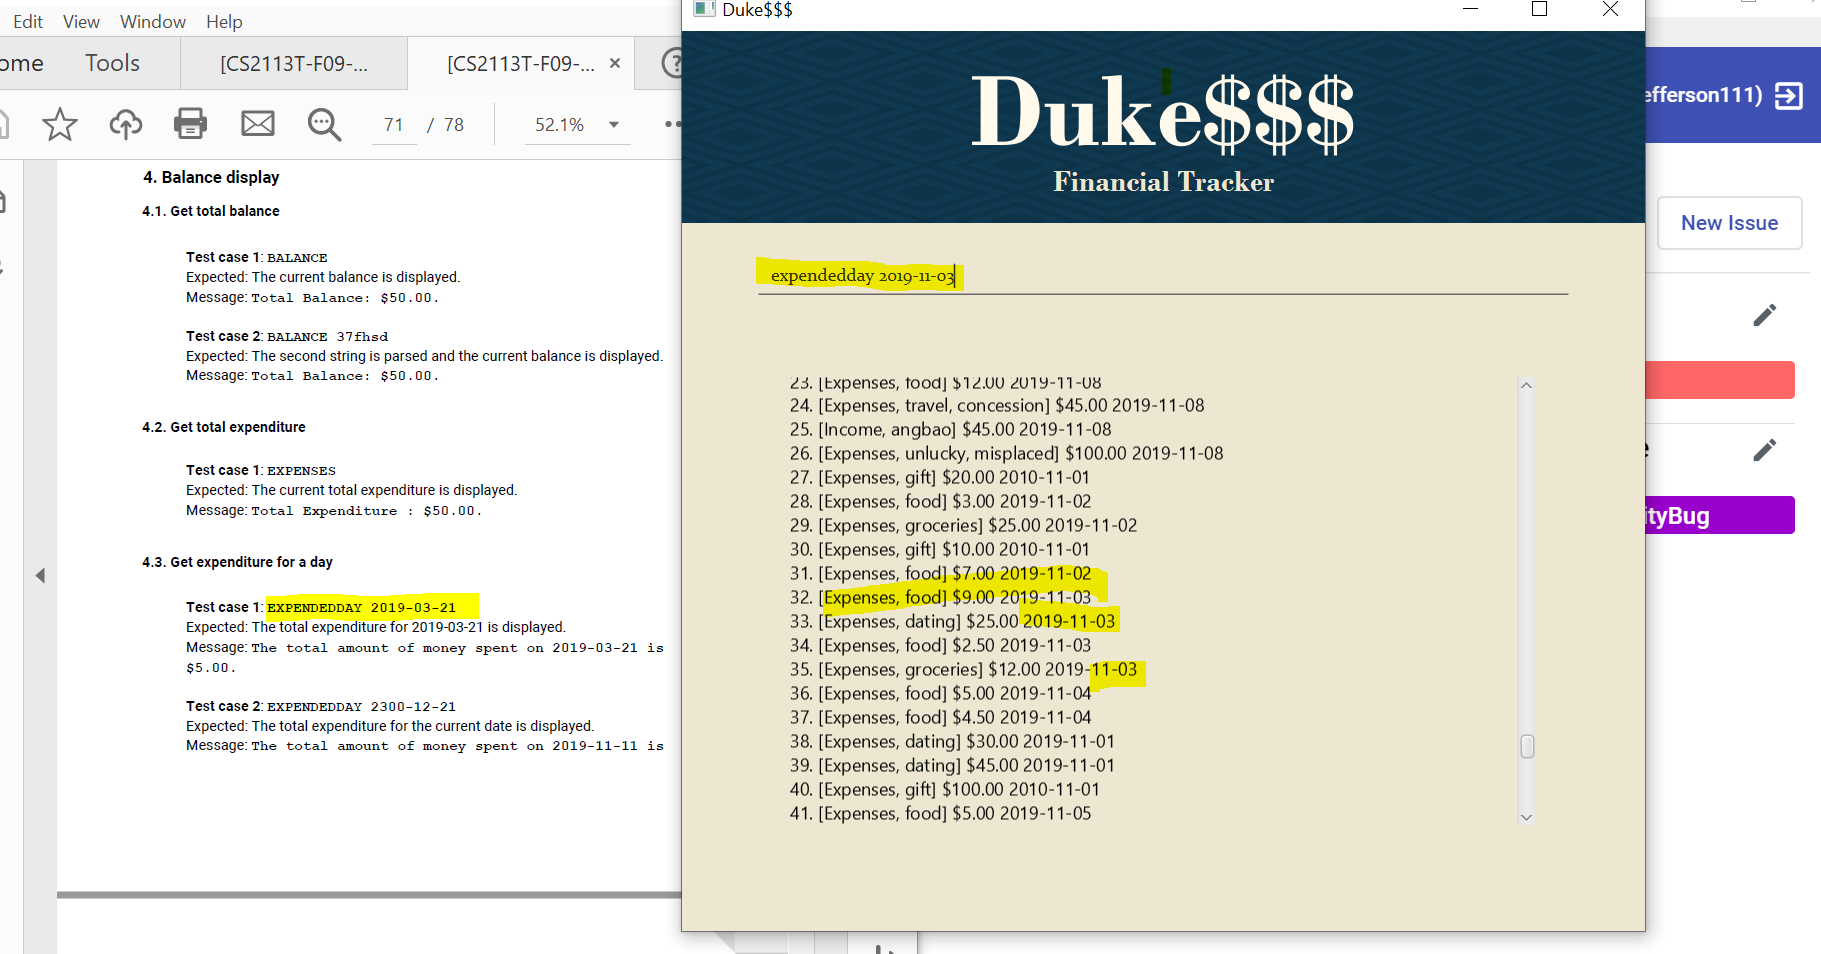 Edit View Window Help
ome Tools [CS2113T-F09-... [CS2113T-F09-... × ?
71 / 78 52.1%
4. Balance display
4.1. Get total balance
Test case 1: BALANCE
Expected: The current balance is displayed.
Message: Total Balance: $50.00.
Test case 2: BALANCE 37fhsd
Expected: The second string is parsed and the current balance is displayed.
Message: Total Balance: $50.00.
4.2. Get total expenditure
Test case 1: EXPENSES
Expected: The current total expenditure is displayed.
Message: Total Expenditure : $50.00.
4.3. Get expenditure for a day
Test case 1: EXPENDEDDAY 2019-03-21
Expected: The total expenditure for 2019-03-21 is displayed.
Message: The total amount of money spent on 2019-03-21 is
$5.00.
Test case 2: EXPENDEDDAY 2300-12-21
Expected: The total expenditure for the current date is displayed.
Message: The total amount of money spent on 2019-11-11 is
Duke$$$
Duke$$$
Financial Tracker
expendedday 2019-11-03
23. [Expenses, food] $12.00 2019-11-08
24. [Expenses, travel, concession] $45.00 2019-11-08
25. [Income, angbao] $45.00 2019-11-08
26. [Expenses, unlucky, misplaced] $100.00 2019-11-08
27. [Expenses, gift] $20.00 2010-11-01
28. [Expenses, food] $3.00 2019-11-02
29. [Expenses, groceries] $25.00 2019-11-02
30. [Expenses, gift] $10.00 2010-11-01
31. [Expenses, food] $7.00 2019-11-02
32. [Expenses, food] $9.00 2019-11-03
33. [Expenses, dating] $25.00 2019-11-03
34. [Expenses, food] $2.50 2019-11-03
35. [Expenses, groceries] $12.00 2019-11-03
36. [Expenses, food] $5.00 2019-11-04
37. [Expenses, food] $4.50 2019-11-04
38. [Expenses, dating] $30.00 2019-11-01
39. [Expenses, dating] $45.00 2019-11-01
40. [Expenses, gift] $100.00 2010-11-01
41. [Expenses, food] $5.00 2019-11-05
efferson111)
New Issue
ityBug